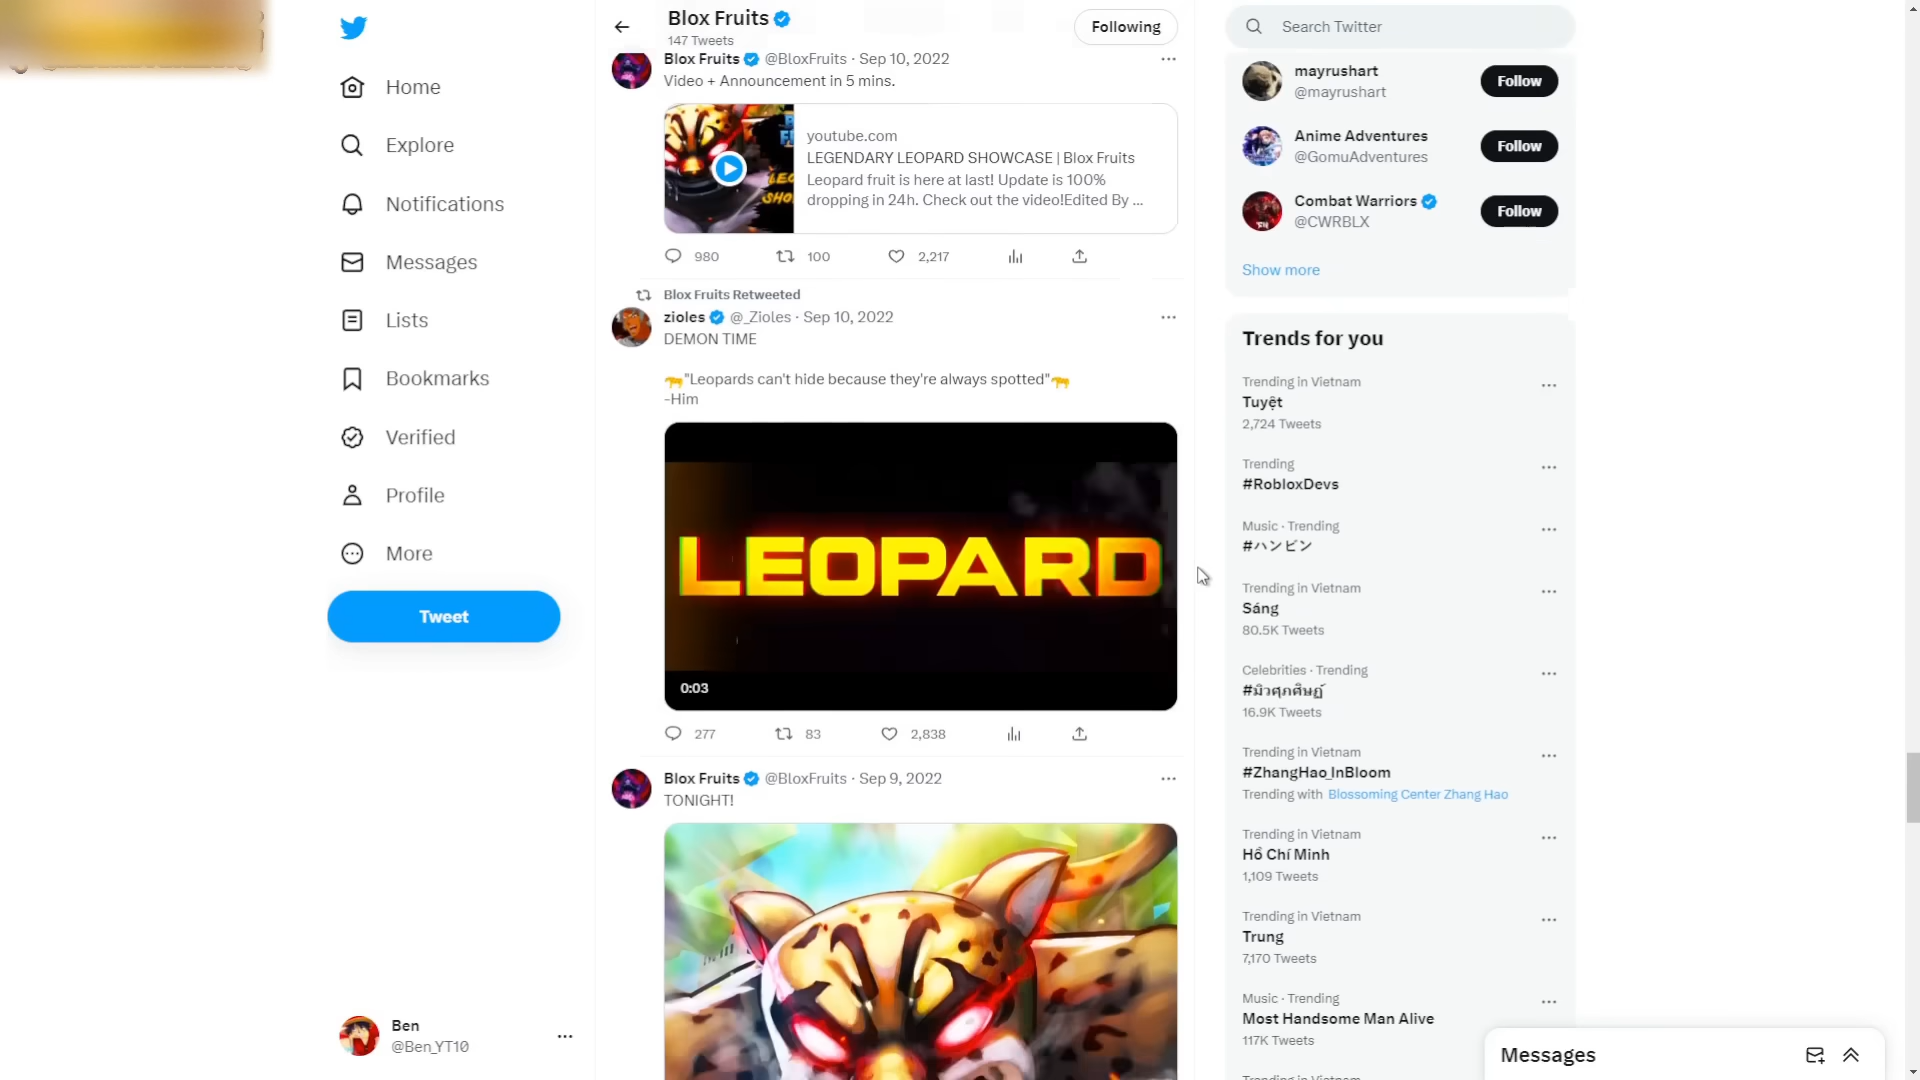 Home
Explore
Notifications
Messages
Lists
Bookmarks
Verified
Profile
More
Tweet
Ben
@Ben_YT10
Blox Fruits
147 Tweets
Following
Blox Fruits @BloxFruits · Sep 10, 2022
Video + Announcement in 5 mins.
youtube.com
LEGENDARY LEOPARD SHOWCASE | Blox Fruits
Leopard fruit is here at last! Update is 100%
dropping in 24h. Check out the video!Edited By ...
980 100 2,217
Blox Fruits Retweeted
zioles @_Zioles · Sep 10, 2022
DEMON TIME
🐆"Leopards can't hide because they're always spotted"🐆
-Him
LEOPARD
0:03
277 83 2,838
Blox Fruits @BloxFruits · Sep 9, 2022
TONIGHT!
Search Twitter
mayrushart
@mayrushart
Follow
Anime Adventures
@GomuAdventures
Follow
Combat Warriors
@CWRBLX
Follow
Show more
Trends for you
Trending in Vietnam
Tuyệt
2,724 Tweets
Trending
#RobloxDevs
Music · Trending
#ハンビン
Trending in Vietnam
Sáng
80.5K Tweets
Celebrities · Trending
#มิวศุภศิษฏ์
16.9K Tweets
Trending in Vietnam
#ZhangHao_InBloom
Trending with Blossoming Center Zhang Hao
Trending in Vietnam
Hồ Chí Minh
1,109 Tweets
Trending in Vietnam
Trung
7,170 Tweets
Music · Trending
Most Handsome Man Alive
117K Tweets
Messages